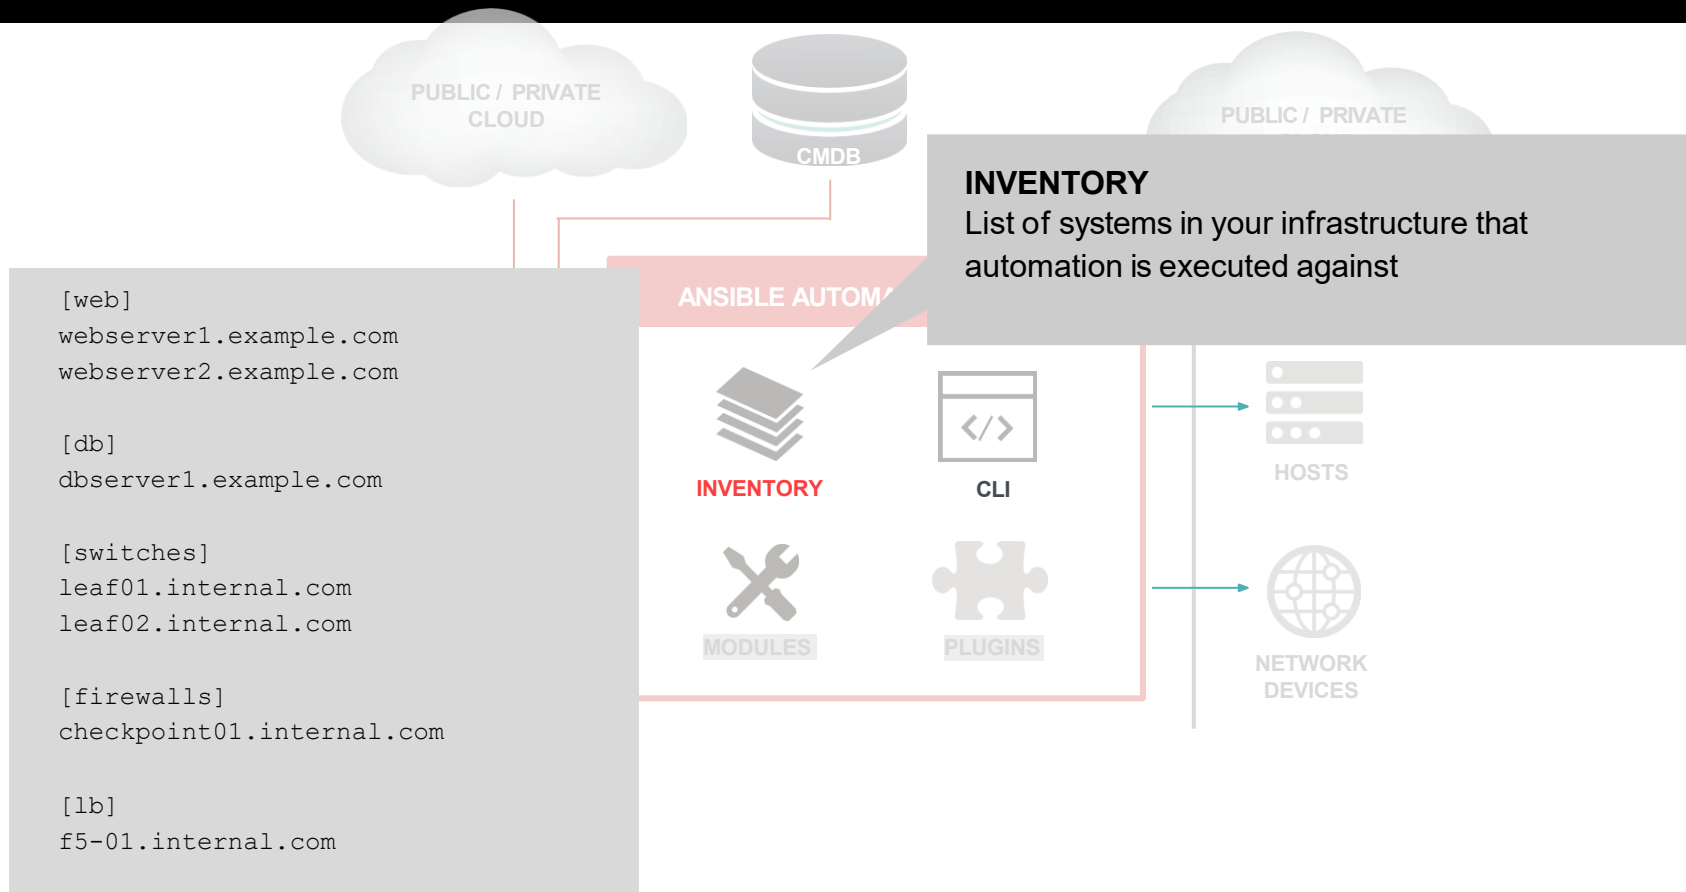 PUBLIC / PRIVATE
CLOUD
CMDB
PUBLIC / PRIVATE
INVENTORY
List of systems in your infrastructure that
automation is executed against
ANSIBLE
[web]
webserver1.example.com
webserver2.example.com
[db]
dbserver1.example.com
[switches]
leaf01.internal.com
leaf02.internal.com
[firewalls]
checkpoint01.internal.com
[lb]
f5-01.internal.com
INVENTORY
</>
CLI
MODULES
PLUGINS
HOSTS
NETWORK
DEVICES